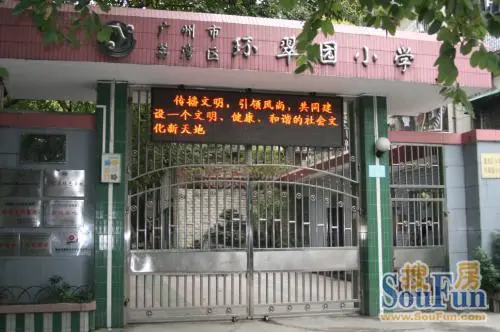 广州市
荔湾区
环翠园小学
传播文明，引领风尚，共同建
设一个文明、健康、和谐的社会文
化新天地
搜房
SouFun
www.SouFun.com